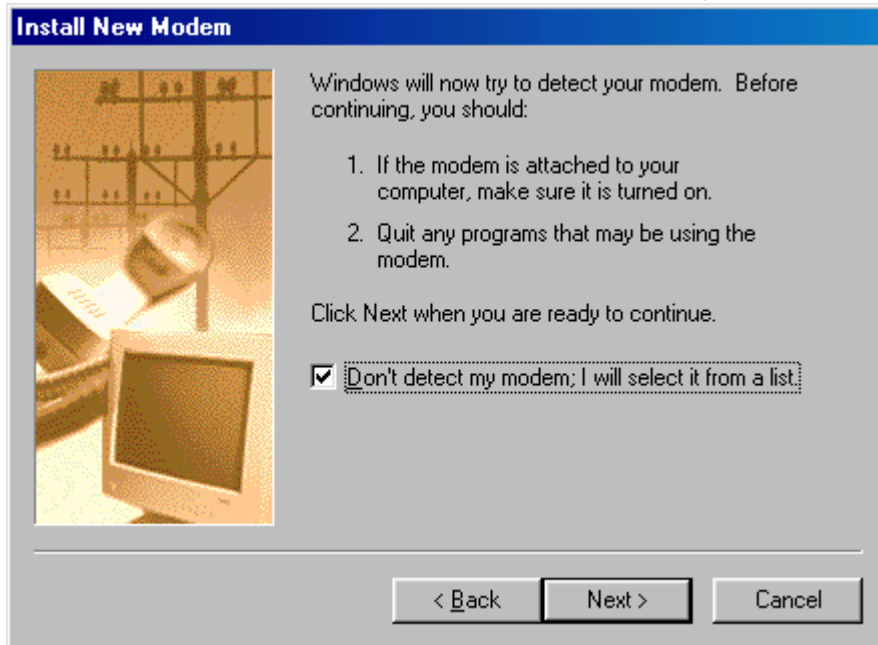 Install New Modem
Windows will now try to detect your modem. Before
continuing, you should:
1. If the modem is attached to your
computer, make sure it is turned on.
2. Quit any programs that may be using the
modem.
Click Next when you are ready to continue.
Don't detect my modem; I will select it from a list.
< Back Next > Cancel